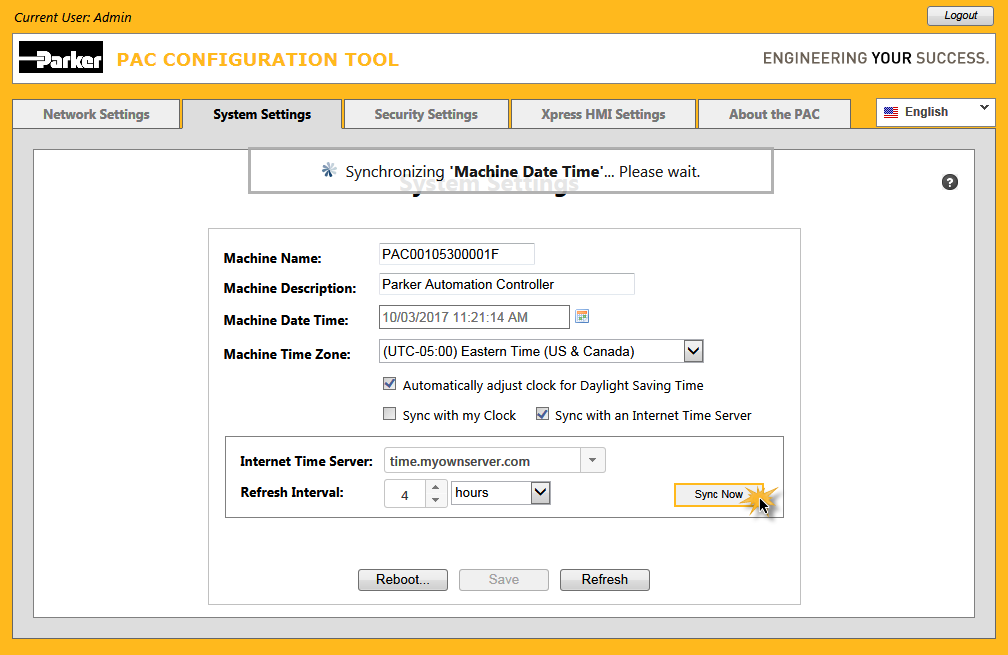 Current User: Admin
Logout
Parker
PAC CONFIGURATION TOOL
ENGINEERING YOUR SUCCESS.
Network Settings
System Settings
Security Settings
Xpress HMI Settings
About the PAC
English
Synchronizing 'Machine Date Time'... Please wait.
System Settings
?
Machine Name:
PAC00105300001F
Machine Description:
Parker Automation Controller
Machine Date Time:
10/03/2017 11:21:14 AM
Machine Time Zone:
(UTC-05:00) Eastern Time (US & Canada)
Automatically adjust clock for Daylight Saving Time
Sync with my Clock
Sync with an Internet Time Server
Internet Time Server:
time.myownserver.com
Refresh Interval:
4
hours
Sync Now
Reboot...
Save
Refresh